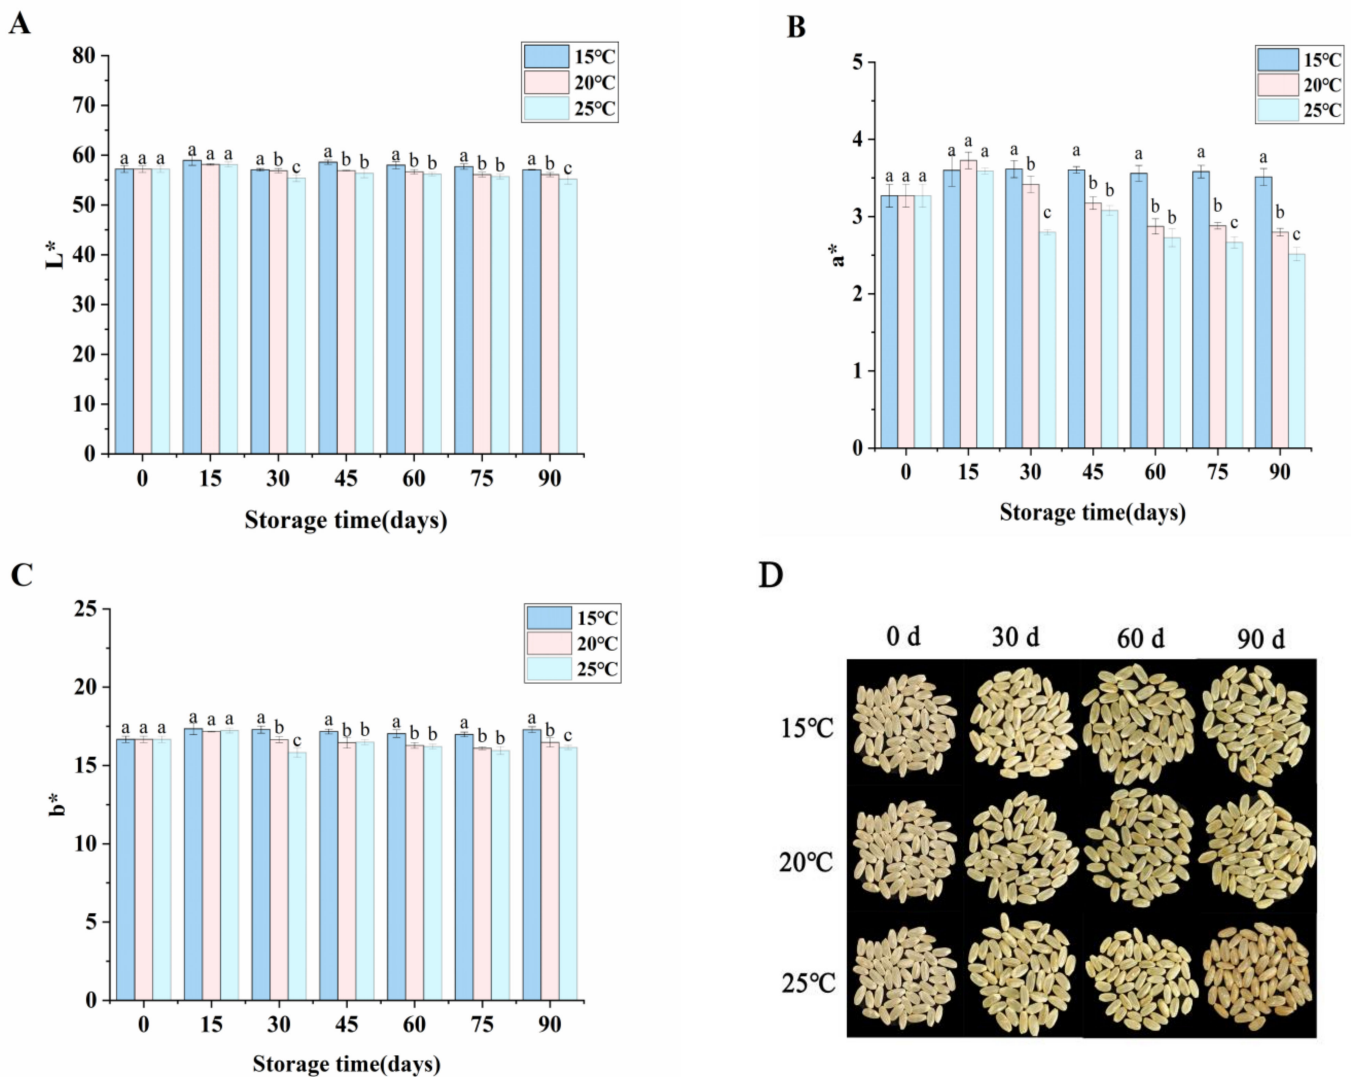 A
15℃
20℃
25℃
80
70
60
50
40
30
20
10
0
L*
a a a a a a a b c a b b a b b a b b a b c
0 15 30 45 60 75 90
Storage time(days)
B
15℃
20℃
25℃
5
4
3
2
1
0
a*
a a a a a a a b c a b b a b b a b c a b c
0 15 30 45 60 75 90
Storage time(days)
C
15℃
20℃
25℃
25
20
15
10
5
0
b*
a a a a a a a b c a b b a b b a b b a b c
0 15 30 45 60 75 90
Storage time(days)
D
0 d 30 d 60 d 90 d
15℃
20℃
25℃